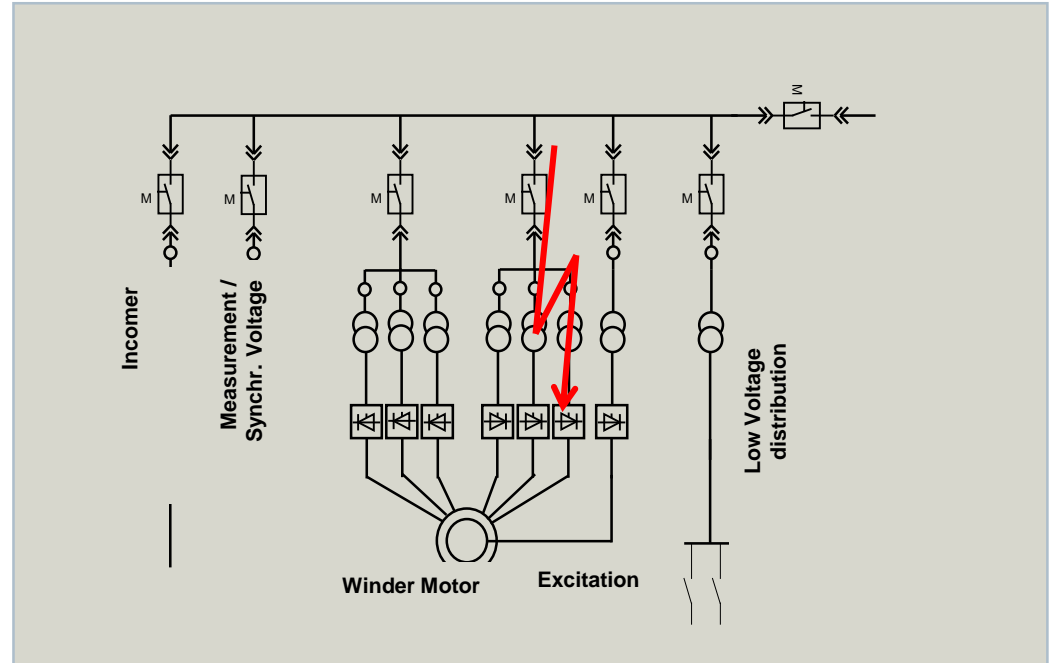 M
M
M
M
M
M
M
Incomer
Measurement /
Synchr. Voltage
Low Voltage
distribution
Winder Motor
Excitation